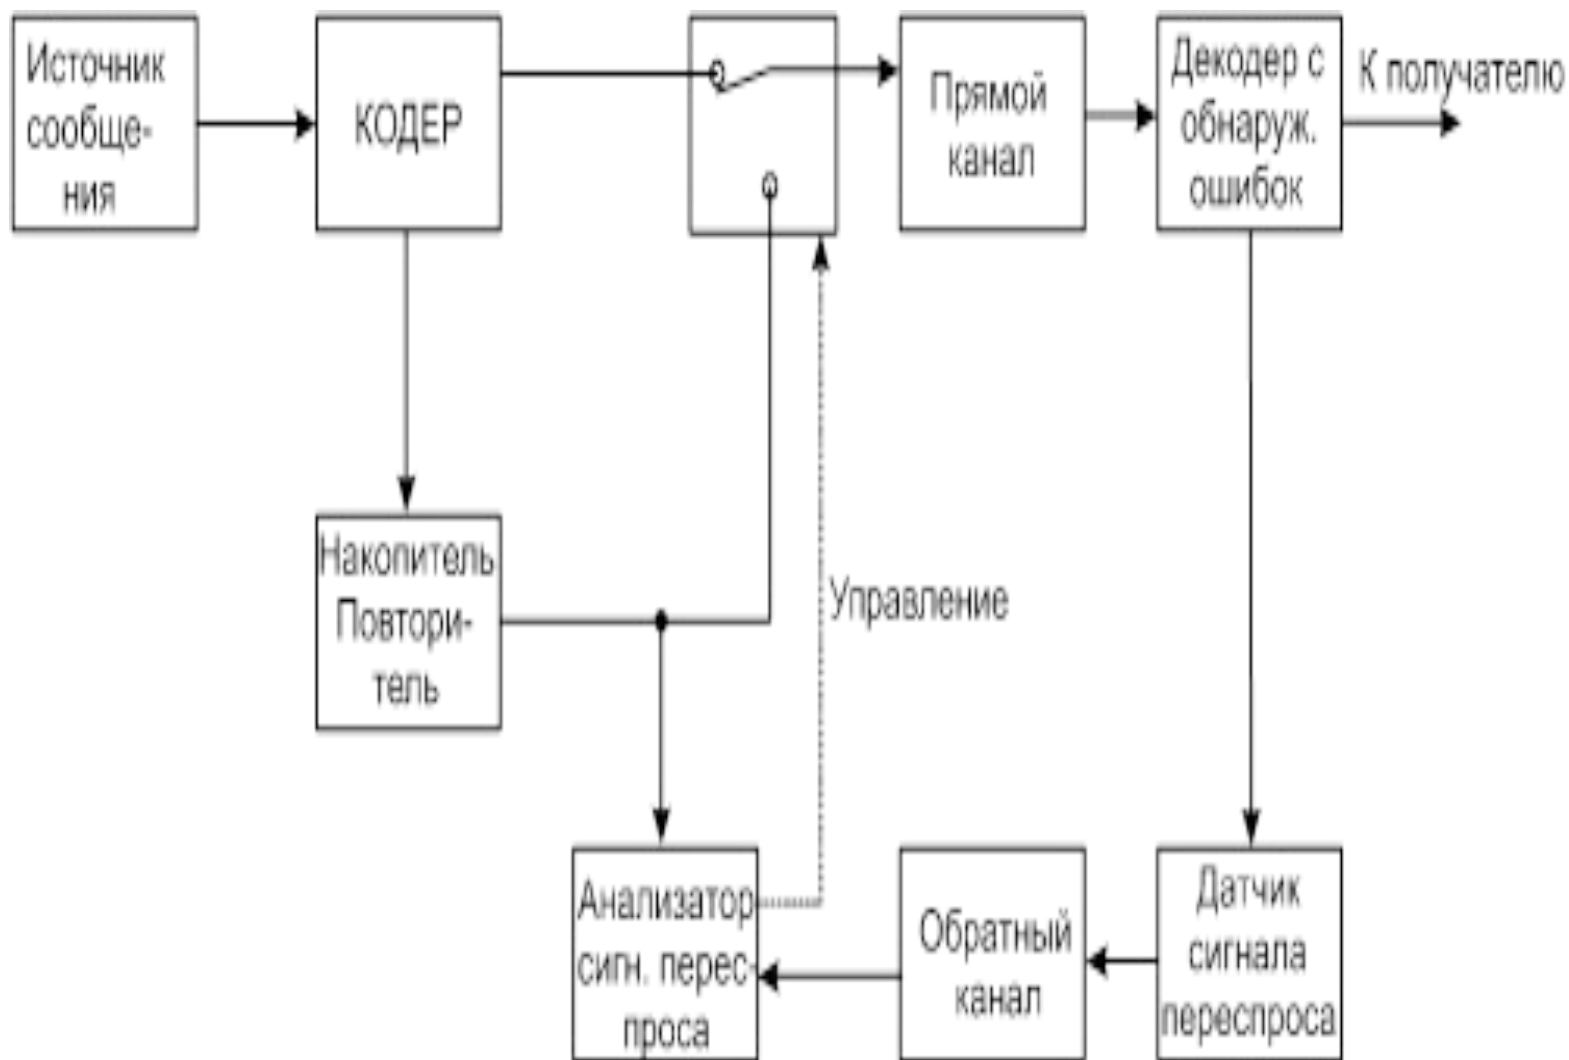 Источник
сообще-
ния
КОДЕР
Прямой
канал
Декодер с
обнаруж.
ошибок
К получателю
Накопитель
Повтори-
тель
Управление
Анализатор
сигн. перес-
проса
Обратный
канал
Датчик
сигнала
переспроса